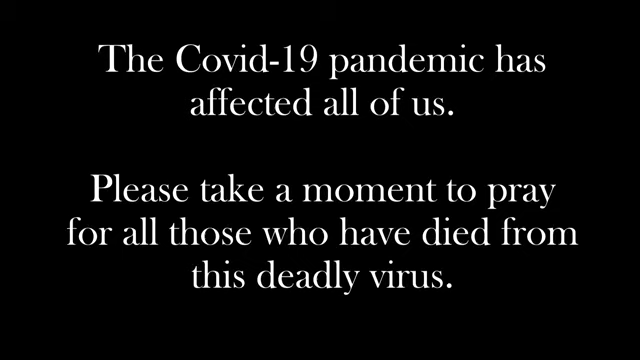 The Covid-19 pandemic has
affected all of us.
Please take a moment to pray
for all those who have died from
this deadly virus.